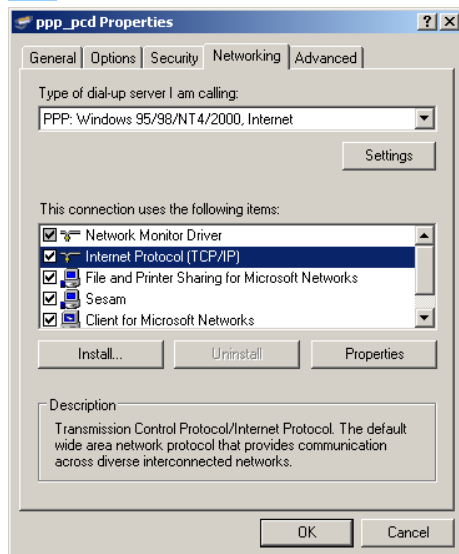 ppp_pcd Properties
General Options Security Networking Advanced
Type of dial-up server I am calling:
PPP: Windows 95/98/NT4/2000, Internet
Settings
This connection uses the following items:
Network Monitor Driver
Internet Protocol (TCP/IP)
File and Printer Sharing for Microsoft Networks
Sesam
Client for Microsoft Networks
Install... Uninstall Properties
Description
Transmission Control Protocol/Internet Protocol. The default
wide area network protocol that provides communication
across diverse interconnected networks.
OK Cancel